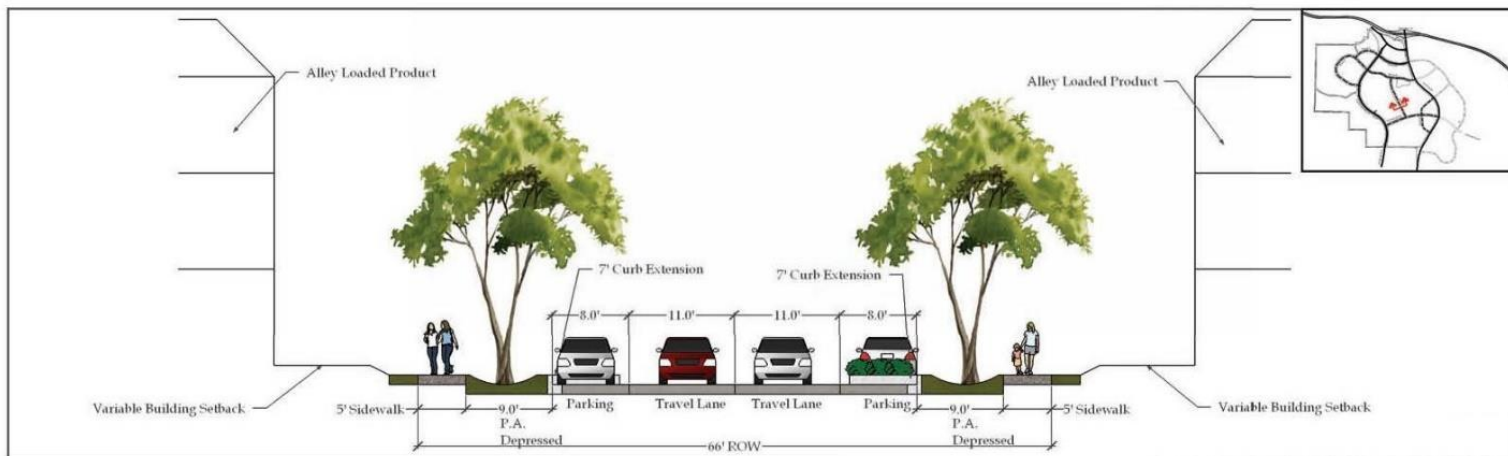 Alley Loaded Product
Alley Loaded Product
7' Curb Extension
7' Curb Extension
8.0'
11.0'
11.0'
8.0'
Variable Building Setback
5' Sidewalk
9.0'
P.A.
Depressed
Parking
Travel Lane
Travel Lane
Parking
9.0'
P.A.
Depressed
5' Sidewalk
Variable Building Setback
66' ROW